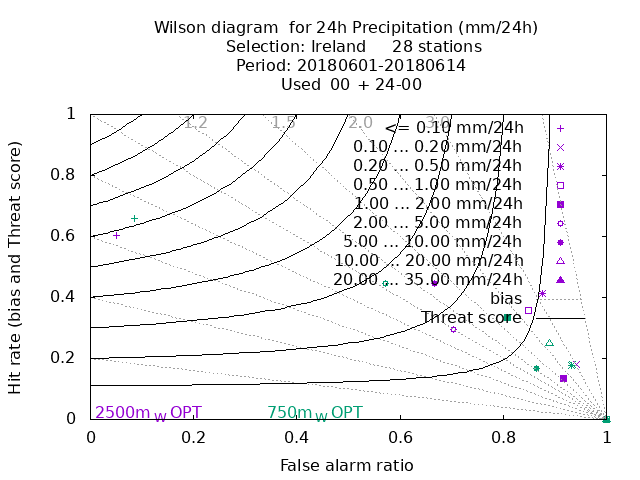 Wilson diagram  for 24h Precipitation (mm/24h)
Selection: Ireland     28 stations
Period: 20180601-20180614
Used  00 + 24-00
1.2 1.5 2.0 3.0
<= 0.10 mm/24h
0.10 ... 0.20 mm/24h
0.20 ... 0.50 mm/24h
0.50 ... 1.00 mm/24h
1.00 ... 2.00 mm/24h
2.00 ... 5.00 mm/24h
5.00 ... 10.00 mm/24h
10.00 ... 20.00 mm/24h
20.00 ... 35.00 mm/24h
bias
Threat score
Hit rate (bias and Threat score)
1
0.8
0.6
0.4
0.2
0
2500m W OPT 750m W OPT
0 0.2 0.4 0.6 0.8 1
False alarm ratio